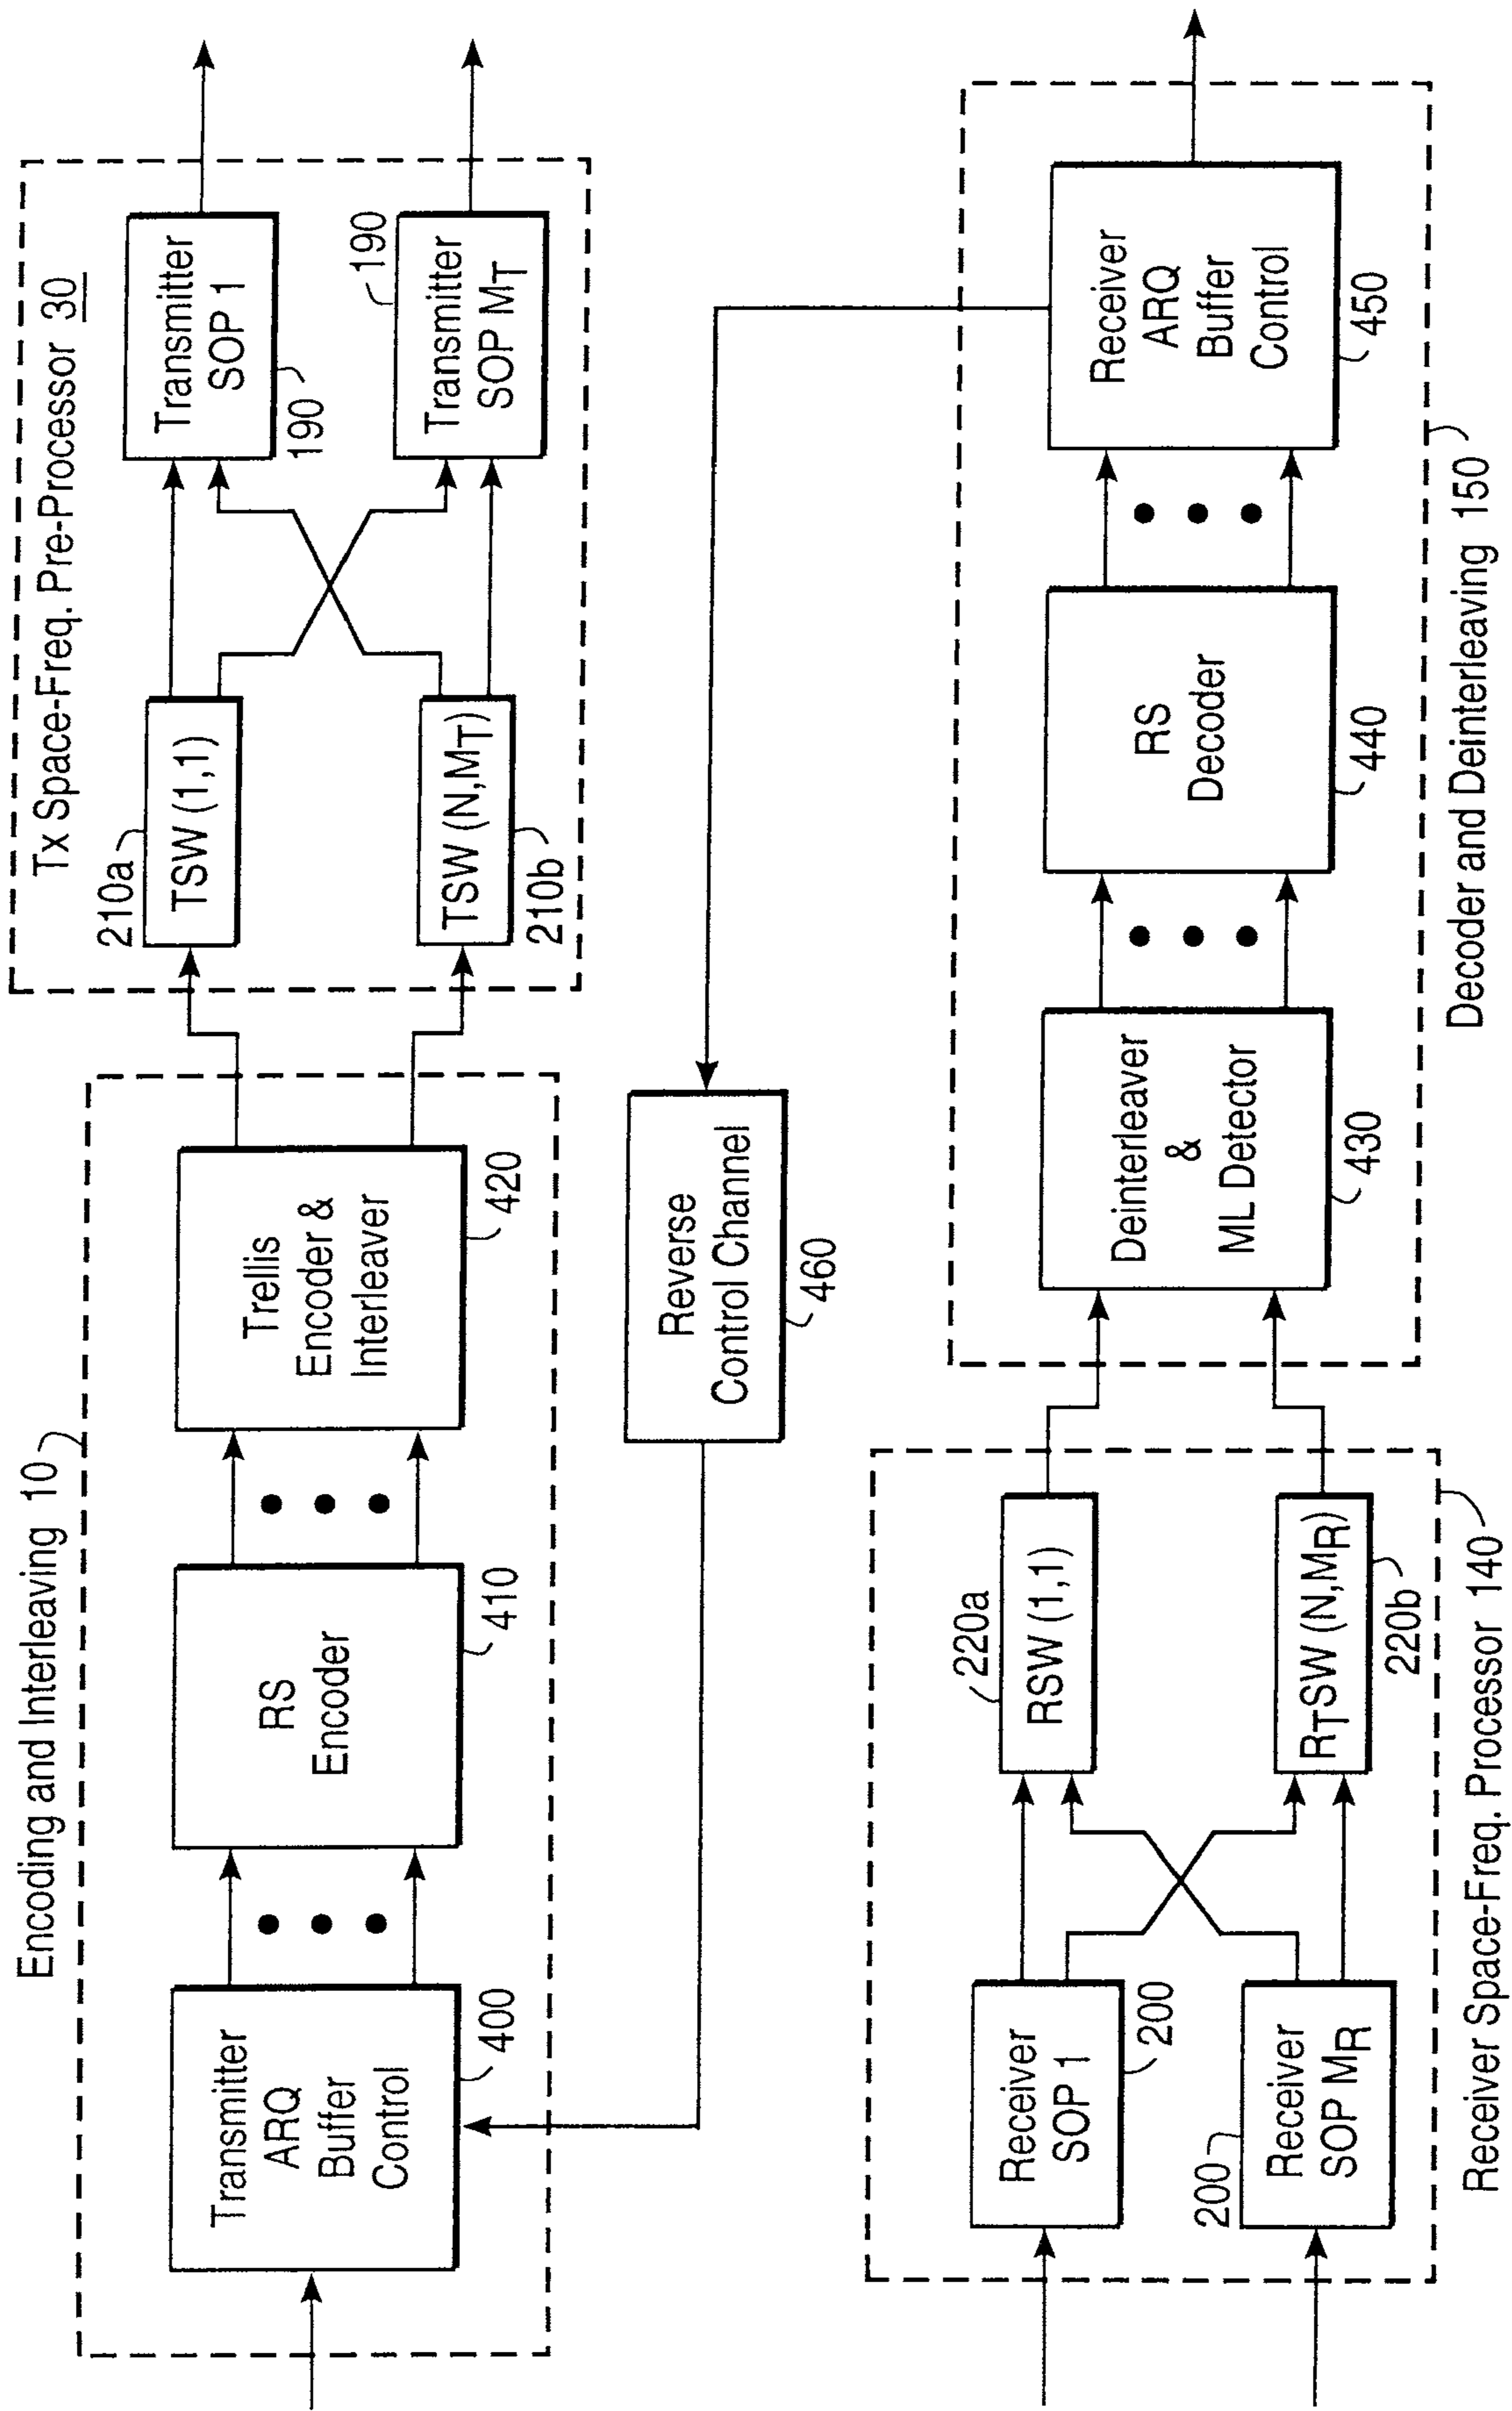 Encoding and Interleaving 10
Transmitter
ARQ
Buffer
Control
400
RS
Encoder
410
Trellis
Encoder &
Interleaver
420
Tx Space-Freq. Pre-Processor 30
210a
TSW (1,1)
TSW (N,MT)
210b
Transmitter
SOP 1
190
190
Transmitter
SOP MT
Reverse
Control Channel
460
Receiver
SOP 1
200
200
Receiver
SOP MR
220a
RSW (1,1)
RTSW (N,MR)
220b
Receiver Space-Freq. Processor 140
Deinterleaver
&
ML Detector
430
RS
Decoder
440
Receiver
ARQ
Buffer
Control
450
Decoder and Deinterleaving 150